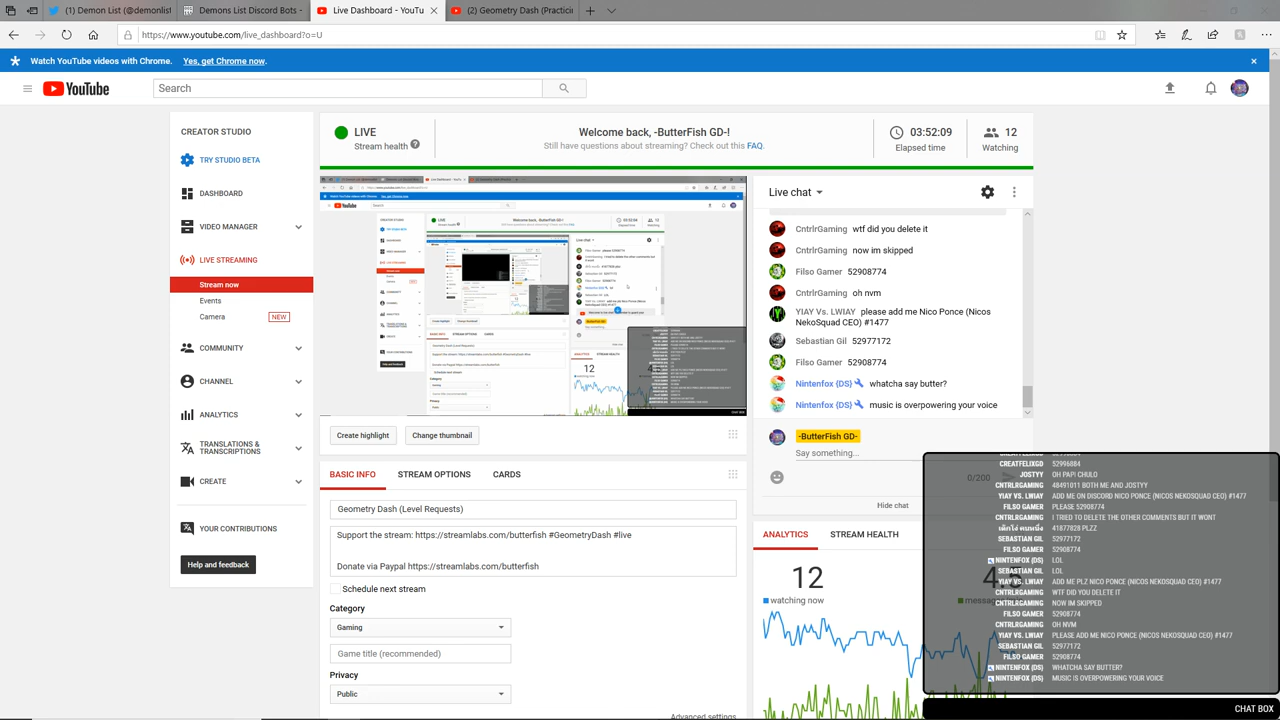 (1) Demon List (@demonlis
Demons List Discord Bots -
Live Dashboard - YouTu
(2) Geometry Dash (Practic
https://www.youtube.com/live_dashboard?o=U
Watch YouTube videos with Chrome. Yes, get Chrome now.
YouTube
Search
CREATOR STUDIO
TRY STUDIO BETA
DASHBOARD
VIDEO MANAGER
LIVE STREAMING
Stream now
Events
Camera NEW
COMMUNITY
CHANNEL
ANALYTICS
TRANSLATIONS &
TRANSCRIPTIONS
CREATE
YOUR CONTRIBUTIONS
Help and feedback
LIVE
Stream health
Welcome back, -ButterFish GD-!
Still have questions about streaming? Check out this FAQ.
03:52:09
Elapsed time
12
Watching
Create highlight
Change thumbnail
BASIC INFO STREAM OPTIONS CARDS
Geometry Dash (Level Requests)
Support the stream: https://streamlabs.com/butterfish #GeometryDash #live
Donate via Paypal https://streamlabs.com/butterfish
Schedule next stream
Category
Gaming
Game title (recommended)
Privacy
Public
Advanced settings
Live chat
CntrlrGaming wtf did you delete it
CntrlrGaming now im skipped
Filso Gamer 52908774
CntrlrGaming oh nvm
YIAY Vs. LWIAY please add me Nico Ponce (Nicos
NekoSquad CEO) #1477
Sebastian Gil 52977172
Filso Gamer 52908774
Nintenfox {DS} whatcha say butter?
Nintenfox {DS} music is overpowering your voice
-ButterFish GD-
Say something...
0/200
Hide chat
ANALYTICS STREAM HEALTH
12
watching now
4.5
CREATFELIXGD 52996884
JOSTYY OH PAPI CHULO
CNTRLRGAMING 48491011 BOTH ME AND JOSTYY
YIAY VS. LWIAY ADD ME ON DISCORD NICO PONCE (NICOS NEKOSQUAD CEO) #1477
FILSO GAMER PLEASE 52908774
CNTRLRGAMING I TRIED TO DELETE THE OTHER COMMENTS BUT IT WONT
41877828 PLZZ
SEBASTIAN GIL 52977172
FILSO GAMER 52908774
NINTENFOX {DS} LOL
SEBASTIAN GIL LOL
YIAY VS. LWIAY ADD ME PLZ NICO PONCE (NICOS NEKOSQUAD CEO) #1477
CNTRLRGAMING WTF DID YOU DELETE IT
CNTRLRGAMING NOW IM SKIPPED
FILSO GAMER 52908774
CNTRLRGAMING OH NVM
YIAY VS. LWIAY PLEASE ADD ME NICO PONCE (NICOS NEKOSQUAD CEO) #1477
SEBASTIAN GIL 52977172
FILSO GAMER 52908774
NINTENFOX {DS} WHATCHA SAY BUTTER?
NINTENFOX {DS} MUSIC IS OVERPOWERING YOUR VOICE
CHAT BOX